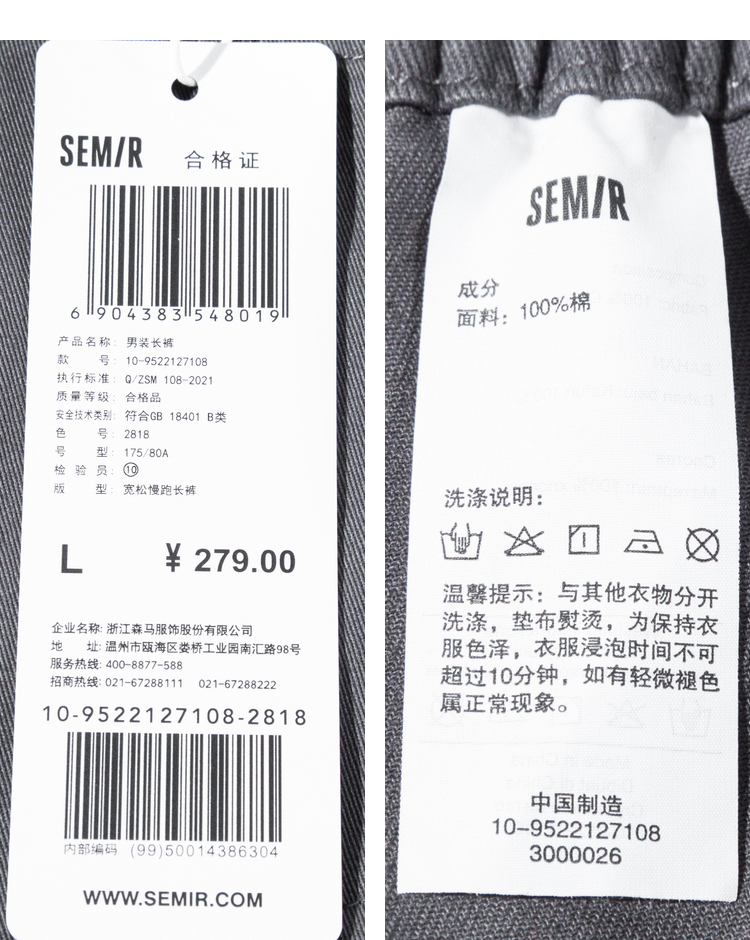 SEMIR 合格证
6 904383 548019
产品名称: 男装长裤
款 号: 10-9522127108
执行标准: Q/ZSM 108-2021
质量等级: 合格品
安全技术类别: 符合GB 18401 B类
色 号: 2818
号 型: 175/80A
检 验 员: ⑩
版 型: 宽松慢跑长裤
L ¥ 279.00
企业名称: 浙江森马服饰股份有限公司
地 址: 温州市瓯海区娄桥工业园南汇路98号
服务热线: 400-8877-588
招商热线: 021-67288111 021-67288222
10-9522127108-2818
内部编码 (99)50014386304
WWW.SEMIR.COM
SEMIR
成分
面料: 100%棉
洗涤说明:
温馨提示: 与其他衣物分开
洗涤, 垫布熨烫, 为保持衣
服色泽, 衣服浸泡时间不可
超过10分钟, 如有轻微褪色
属正常现象。
中国制造
10-9522127108
3000026